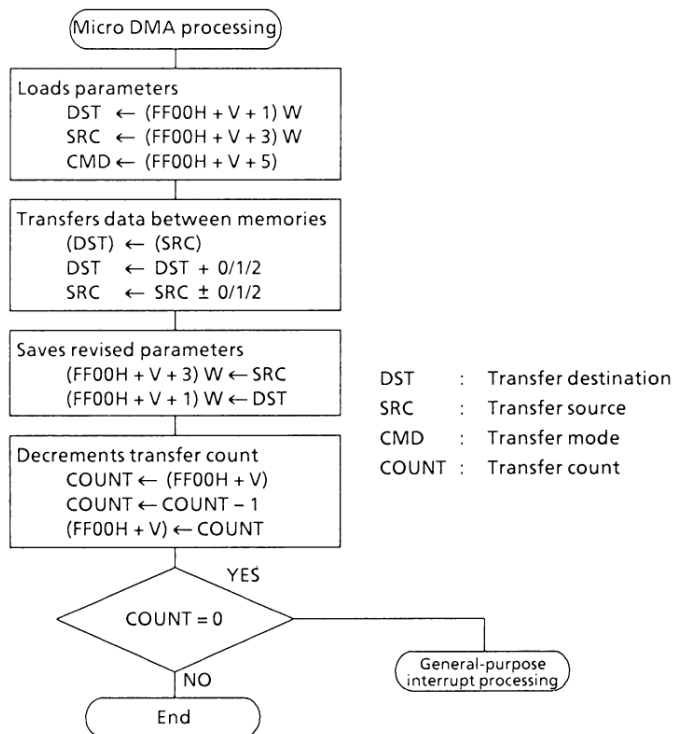 Micro DMA processing
Loads parameters
DST ← (FF00H + V + 1) W
SRC ← (FF00H + V + 3) W
CMD ← (FF00H + V + 5)
Transfers data between memories
(DST) ← (SRC)
DST ← DST + 0/1/2
SRC ← SRC ± 0/1/2
Saves revised parameters
(FF00H + V + 3) W ← SRC
(FF00H + V + 1) W ← DST
Decrements transfer count
COUNT ← (FF00H + V)
COUNT ← COUNT – 1
(FF00H + V) ← COUNT
YES
COUNT = 0
General-purpose
interrupt processing
NO
End
DST : Transfer destination
SRC : Transfer source
CMD : Transfer mode
COUNT : Transfer count